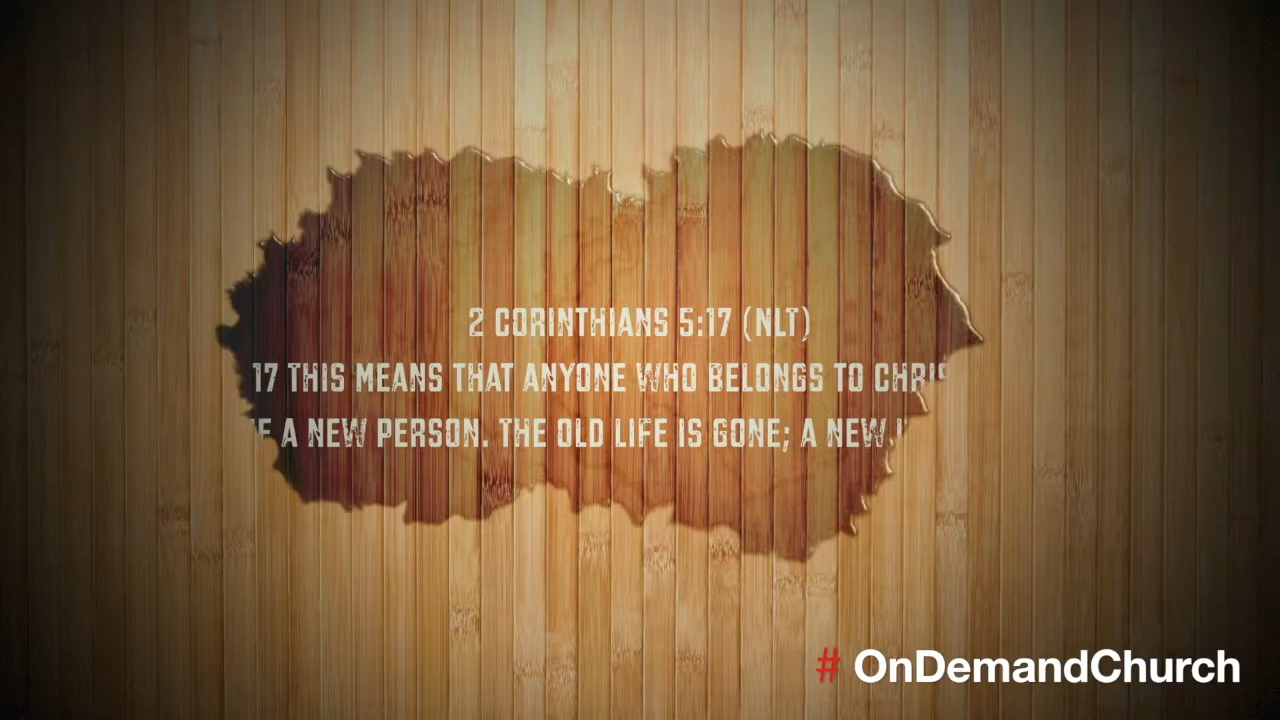 2 CORINTHIANS 5:17 (NLT)
17 THIS MEANS THAT ANYONE WHO BELONGS TO
A NEW PERSON. THE OLD LIFE IS GONE; A NEW
# OnDemandChurch